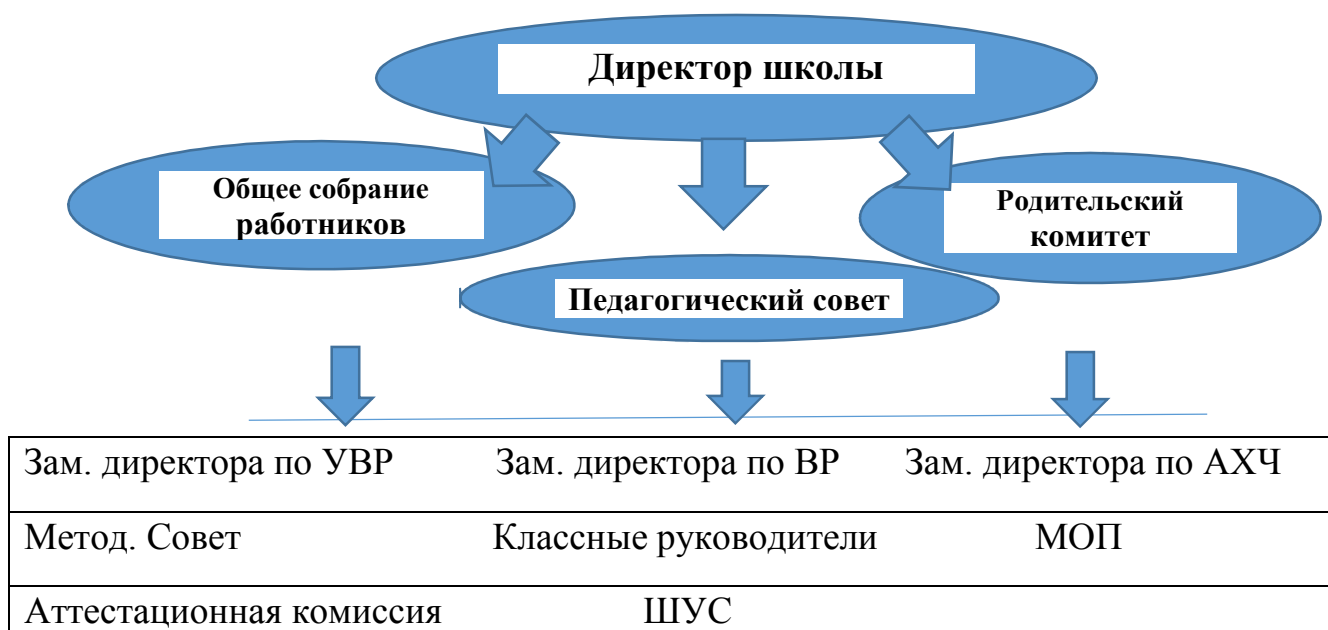 Директор школы
Общее собрание
работников
Родительский
комитет
Педагогический совет
Зам. директора по УВР Зам. директора по ВР Зам. директора по АХЧ
Метод. Совет Классные руководители МОП
Аттестационная комиссия ШУС